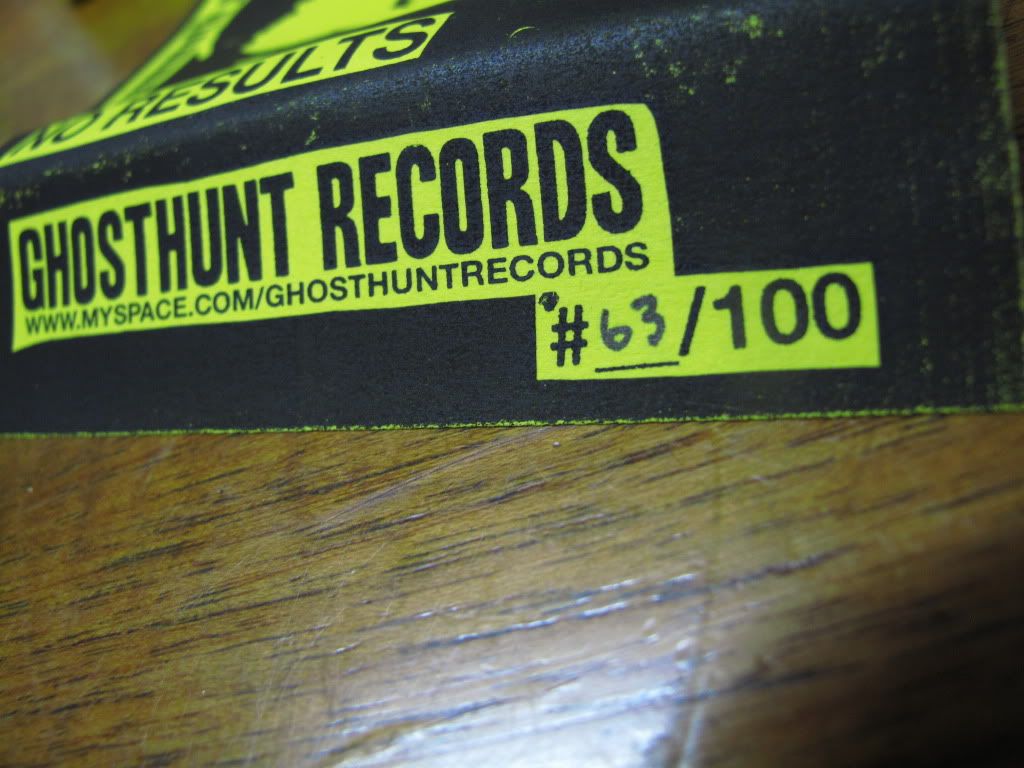 NO RESULTS
GHOSTHUNT RECORDS
WWW.MYSPACE.COM/GHOSTHUNTRECORDS
#63/100